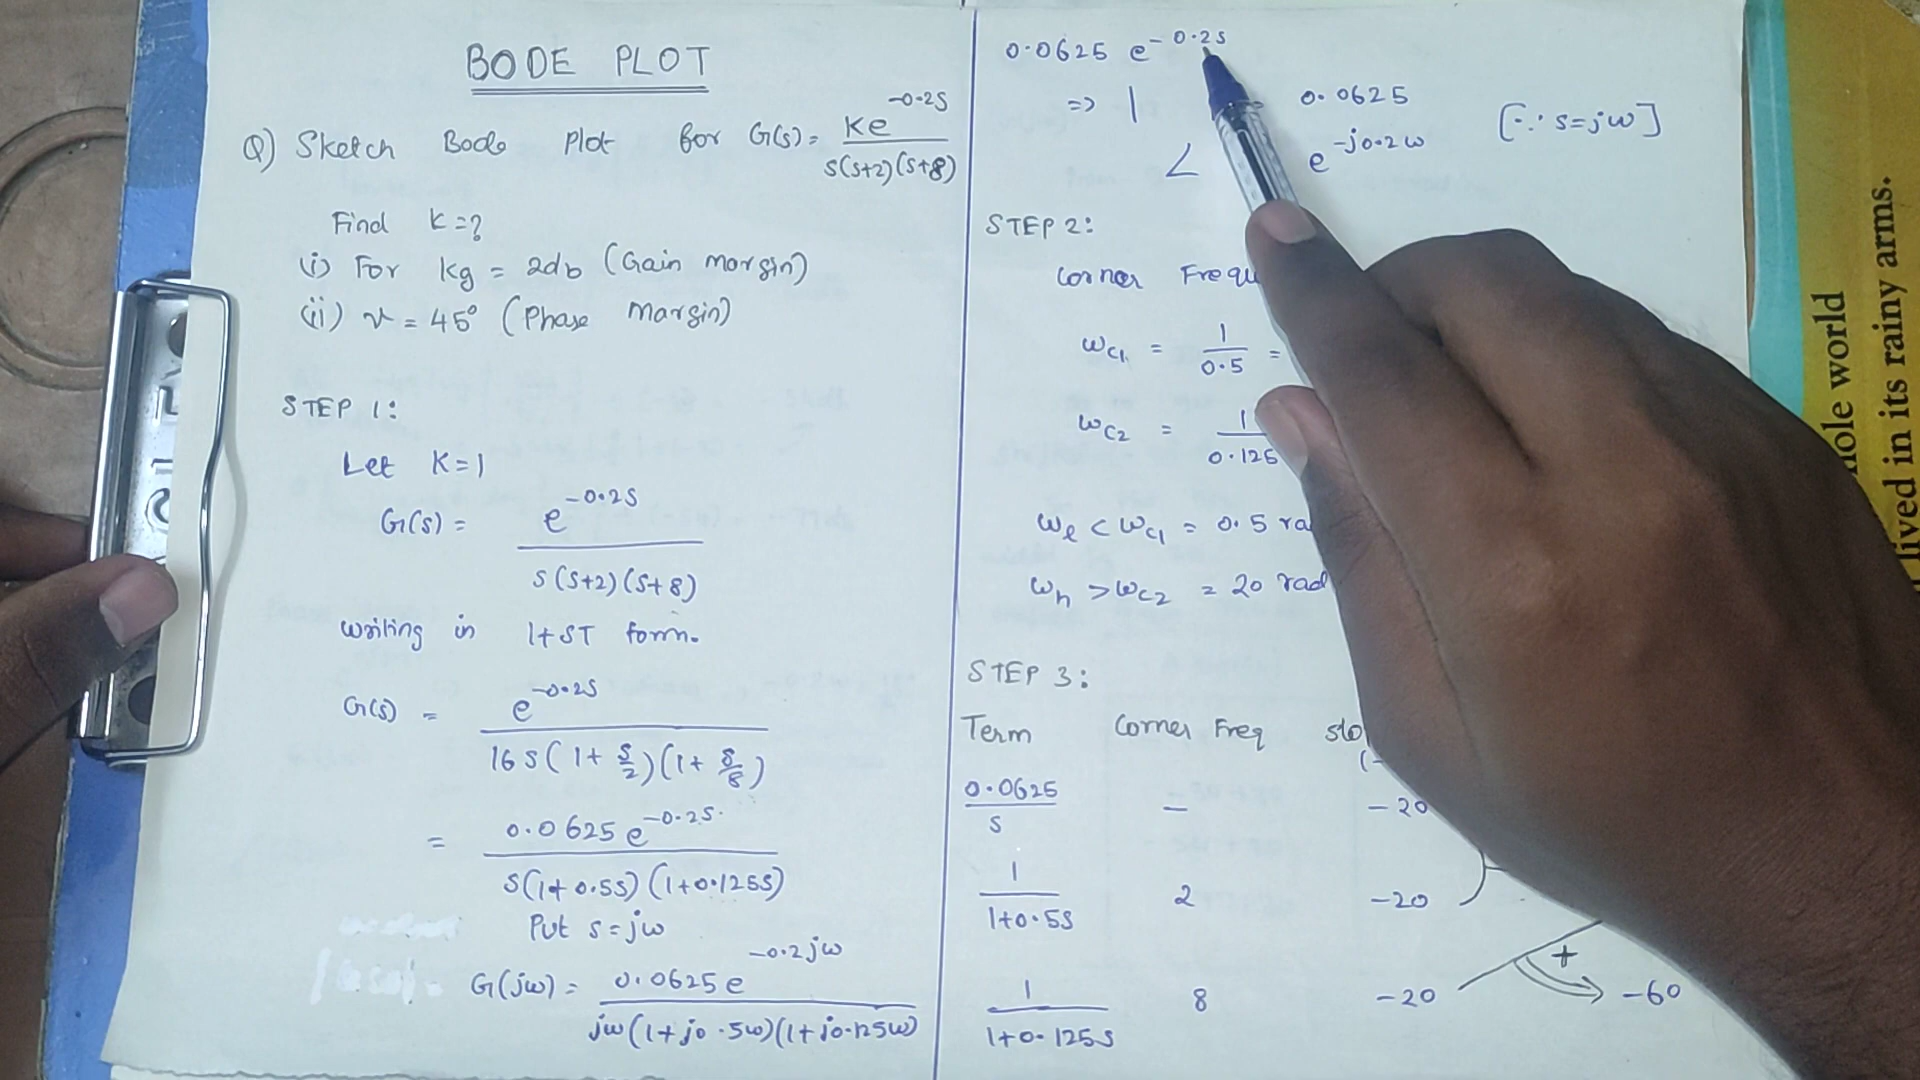 BODE PLOT
Q) Sketch Bode Plot for G(s) = Ke^-0.2s / s(s+2)(s+8)
Find K=?
(i) For Kg = 2db (Gain margin)
(ii) γ = 45° (Phase Margin)
STEP 1:
Let K=1
G(s) = e^-0.2s / s(s+2)(s+8)
writing in 1+ST form.
G(s) = e^-0.2s / 16s(1+ s/2)(1+ s/8)
= 0.0625 e^-0.2s. / s(1+0.5s)(1+0.125s)
Put s=jω
G(jω) = 0.0625 e^-0.2jω / jω(1+j0.5ω)(1+j0.125ω)
0.0625 e^-0.2s
=> | 0.0625
∠ e^-j0.2ω [∵ s=jω]
STEP 2:
Corner Frequ
ωc1 = 1/0.5 =
ωc2 = 1/0.125
ωl < ωc1 = 0.5 ra
ωh > ωc2 = 20 rad
STEP 3:
Term Corner Freq slo
0.0625/s — -20
1/1+0.5s 2 -20
1/1+0.125s 8 -20 + -60
hole world
lived in its rainy arms.